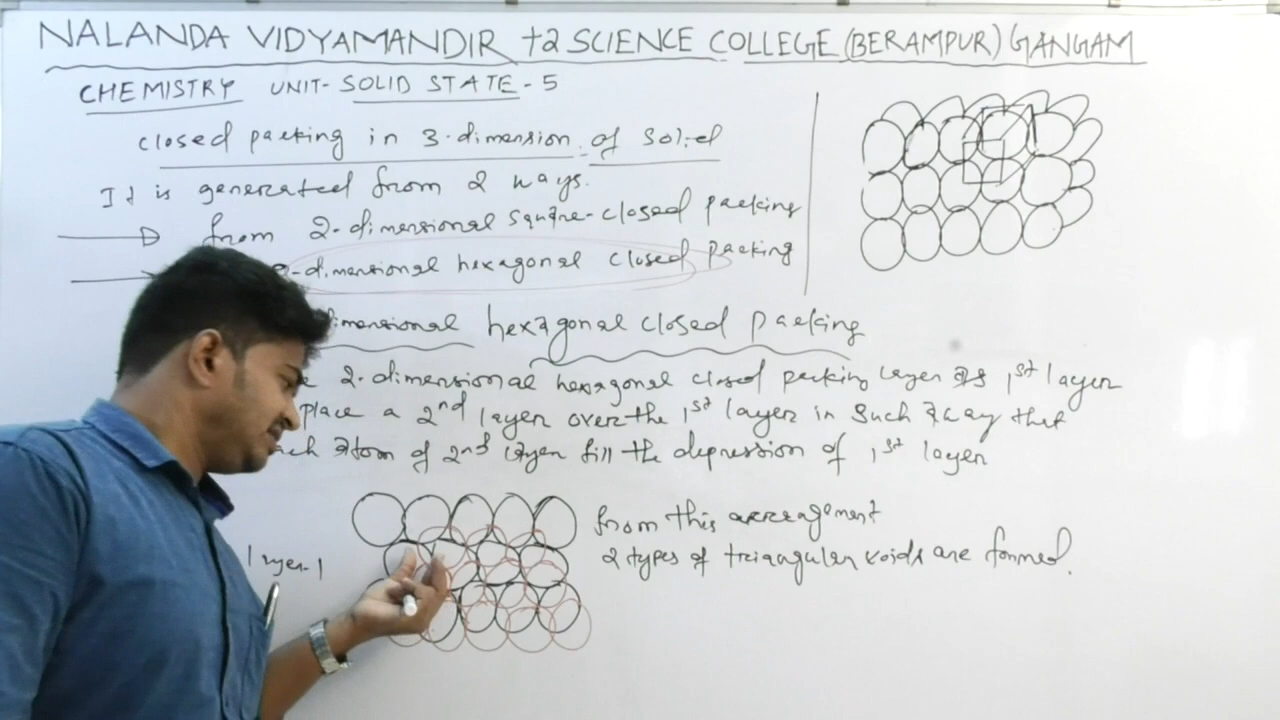 NALANDA VIDYAMANDIR +2 SCIENCE COLLEGE (BERAMPUR) GANGAM
CHEMISTRY UNIT- SOLID STATE - 5
closed packing in 3-dimension of solid
It is generated from 2 ways.
from 2-dimensional square-closed packing
2-dimensional hexagonal closed packing
dimensional hexagonal closed packing
2-dimensional hexagonal closed packing layer as 1st layer
place a 2nd layer over the 1st layer in such a way that
atom of 2nd layer fill the depression of 1st layer
from this arrangement
2 types of triangular voids are formed.
layer-1